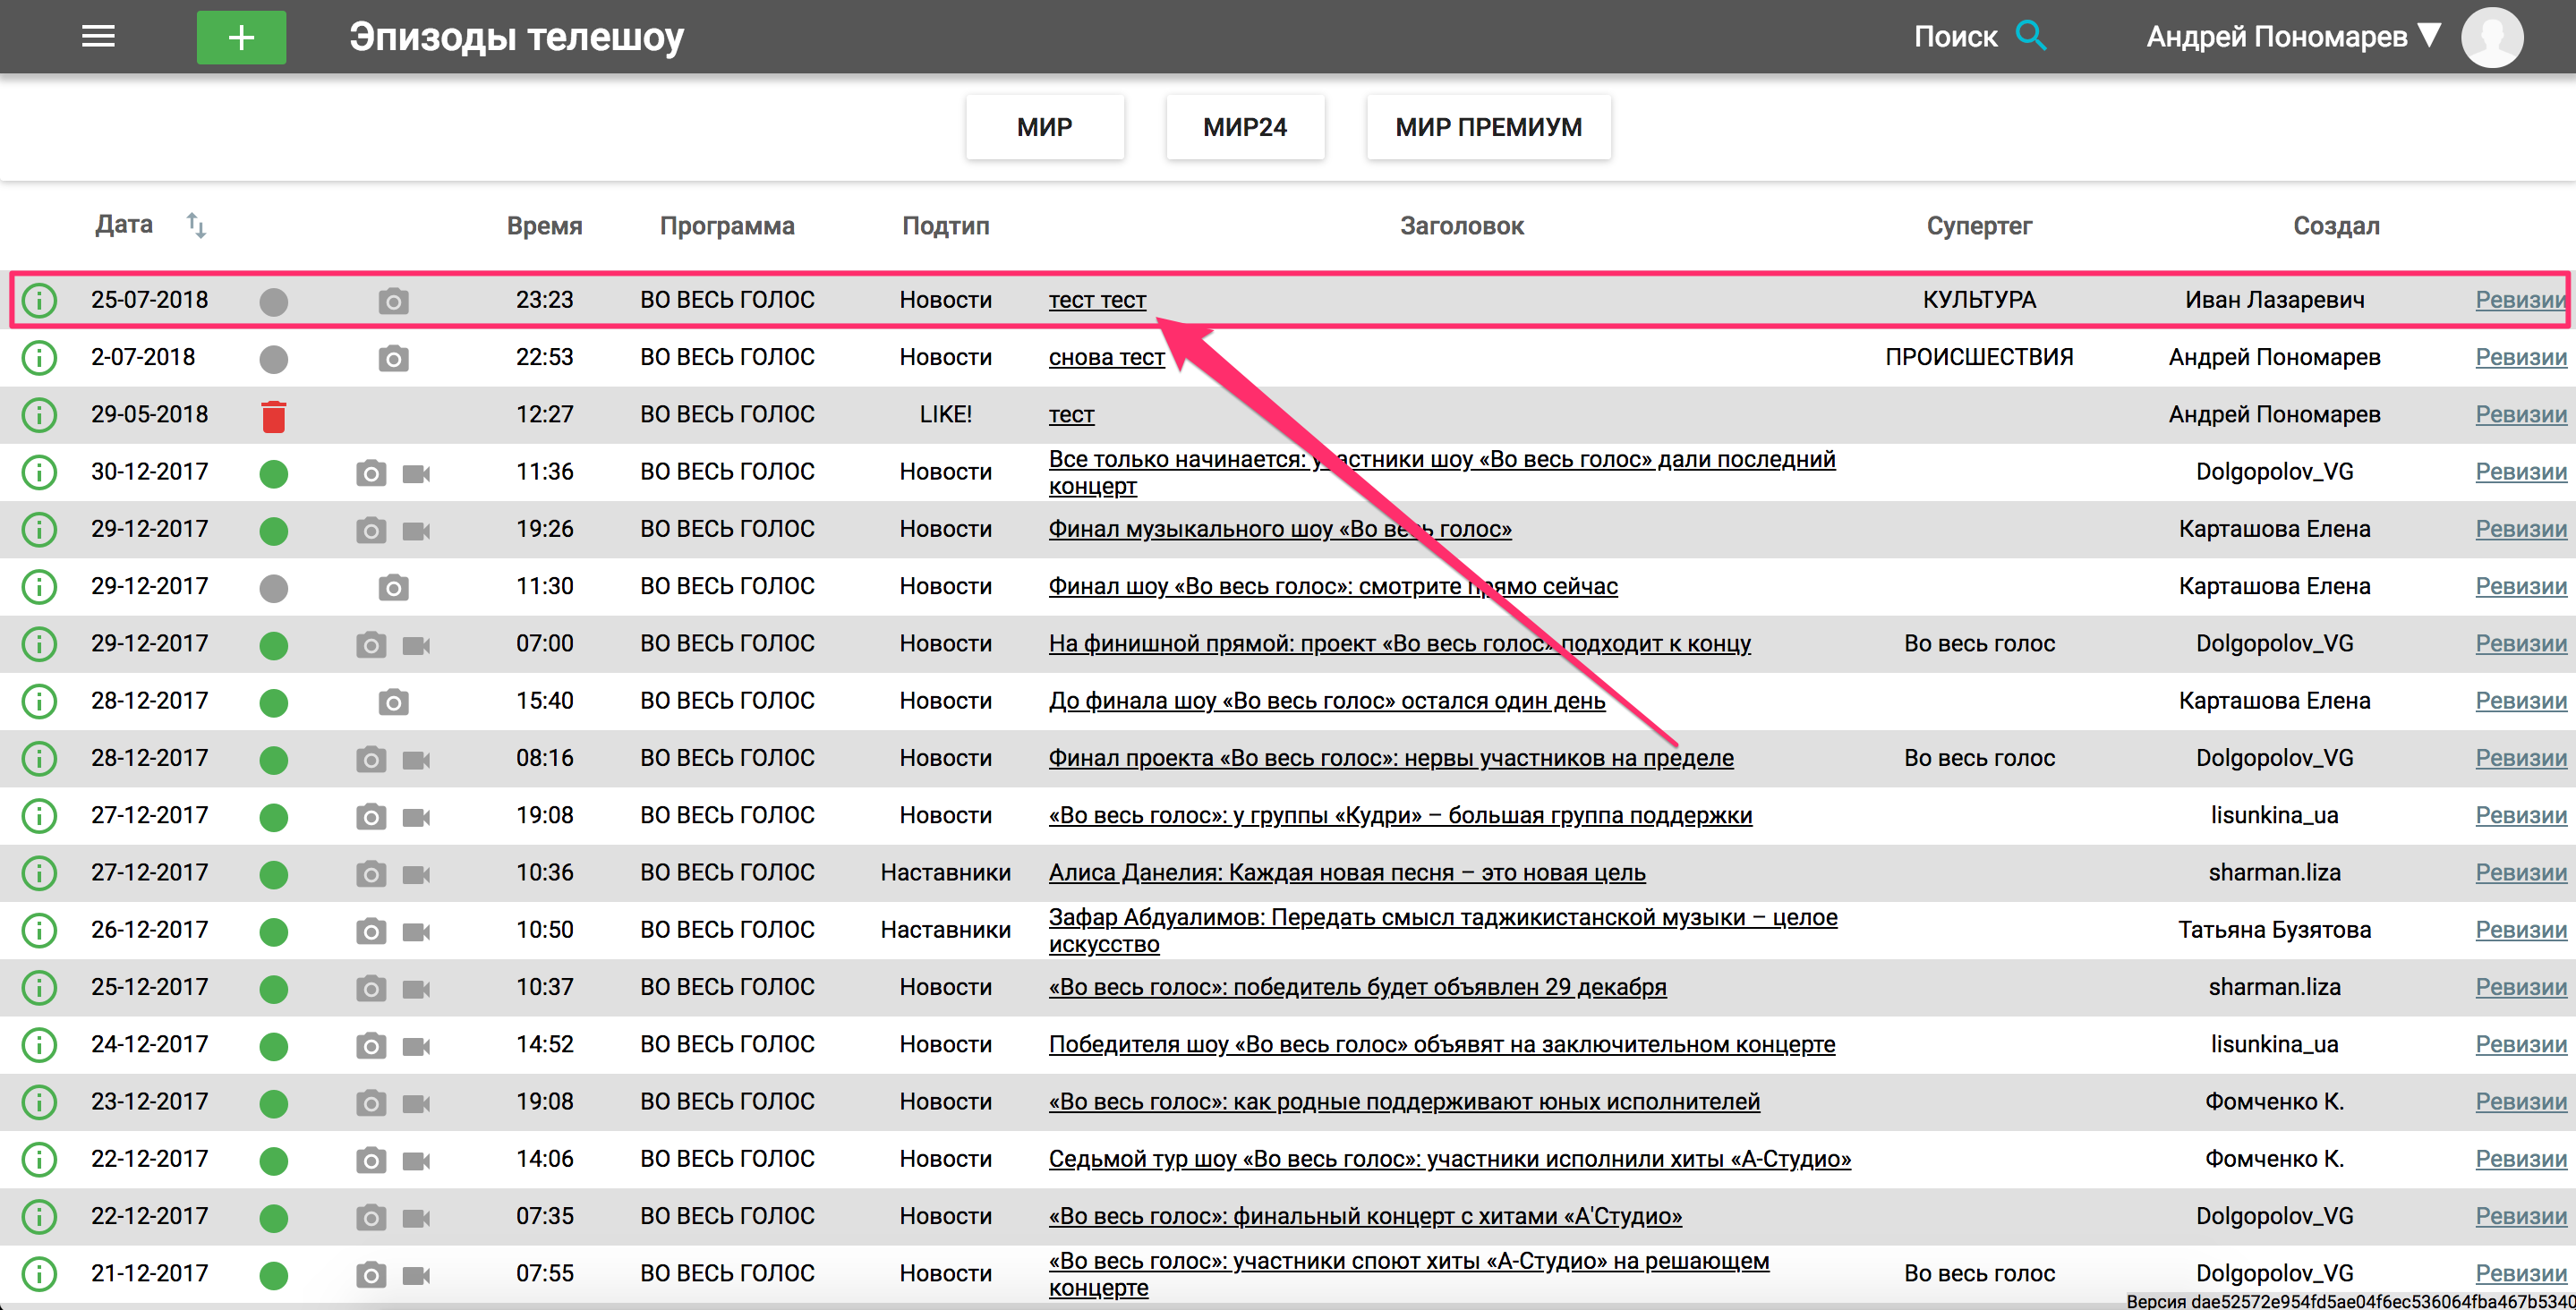 + Эпизоды телешоу Поиск Андрей Пономарев
МИР МИР24 МИР ПРЕМИУМ
Дата Время Программа Подтип Заголовок Супертег Создал
25-07-2018 23:23 ВО ВЕСЬ ГОЛОС Новости тест тест КУЛЬТУРА Иван Лазаревич Ревизии
2-07-2018 22:53 ВО ВЕСЬ ГОЛОС Новости снова тест ПРОИСШЕСТВИЯ Андрей Пономарев Ревизии
29-05-2018 12:27 ВО ВЕСЬ ГОЛОС LIKE! тест Андрей Пономарев Ревизии
30-12-2017 11:36 ВО ВЕСЬ ГОЛОС Новости Все только начинается: участники шоу «Во весь голос» дали последний
концерт Dolgopolov_VG Ревизии
29-12-2017 19:26 ВО ВЕСЬ ГОЛОС Новости Финал музыкального шоу «Во весь голос» Карташова Елена Ревизии
29-12-2017 11:30 ВО ВЕСЬ ГОЛОС Новости Финал шоу «Во весь голос»: смотрите прямо сейчас Карташова Елена Ревизии
29-12-2017 07:00 ВО ВЕСЬ ГОЛОС Новости На финишной прямой: проект «Во весь голос» подходит к концу Во весь голос Dolgopolov_VG Ревизии
28-12-2017 15:40 ВО ВЕСЬ ГОЛОС Новости До финала шоу «Во весь голос» остался один день Карташова Елена Ревизии
28-12-2017 08:16 ВО ВЕСЬ ГОЛОС Новости Финал проекта «Во весь голос»: нервы участников на пределе Во весь голос Dolgopolov_VG Ревизии
27-12-2017 19:08 ВО ВЕСЬ ГОЛОС Новости «Во весь голос»: у группы «Кудри» – большая группа поддержки lisunkina_ua Ревизии
27-12-2017 10:36 ВО ВЕСЬ ГОЛОС Наставники Алиса Данелия: Каждая новая песня – это новая цель sharman.liza Ревизии
26-12-2017 10:50 ВО ВЕСЬ ГОЛОС Наставники Зафар Абдуалимов: Передать смысл таджикистанской музыки – целое
искусство Татьяна Бузятова Ревизии
25-12-2017 10:37 ВО ВЕСЬ ГОЛОС Новости «Во весь голос»: победитель будет объявлен 29 декабря sharman.liza Ревизии
24-12-2017 14:52 ВО ВЕСЬ ГОЛОС Новости Победителя шоу «Во весь голос» объявят на заключительном концерте lisunkina_ua Ревизии
23-12-2017 19:08 ВО ВЕСЬ ГОЛОС Новости «Во весь голос»: как родные поддерживают юных исполнителей Фомченко К. Ревизии
22-12-2017 14:06 ВО ВЕСЬ ГОЛОС Новости Седьмой тур шоу «Во весь голос»: участники исполнили хиты «А-Студио» Фомченко К. Ревизии
22-12-2017 07:35 ВО ВЕСЬ ГОЛОС Новости «Во весь голос»: финальный концерт с хитами «А'Студио» Dolgopolov_VG Ревизии
21-12-2017 07:55 ВО ВЕСЬ ГОЛОС Новости «Во весь голос»: участники споют хиты «А-Студио» на решающем
концерте Во весь голос Dolgopolov_VG Ревизии
Версия dae52572e954fd5ae04f6ec536064fba467b5340